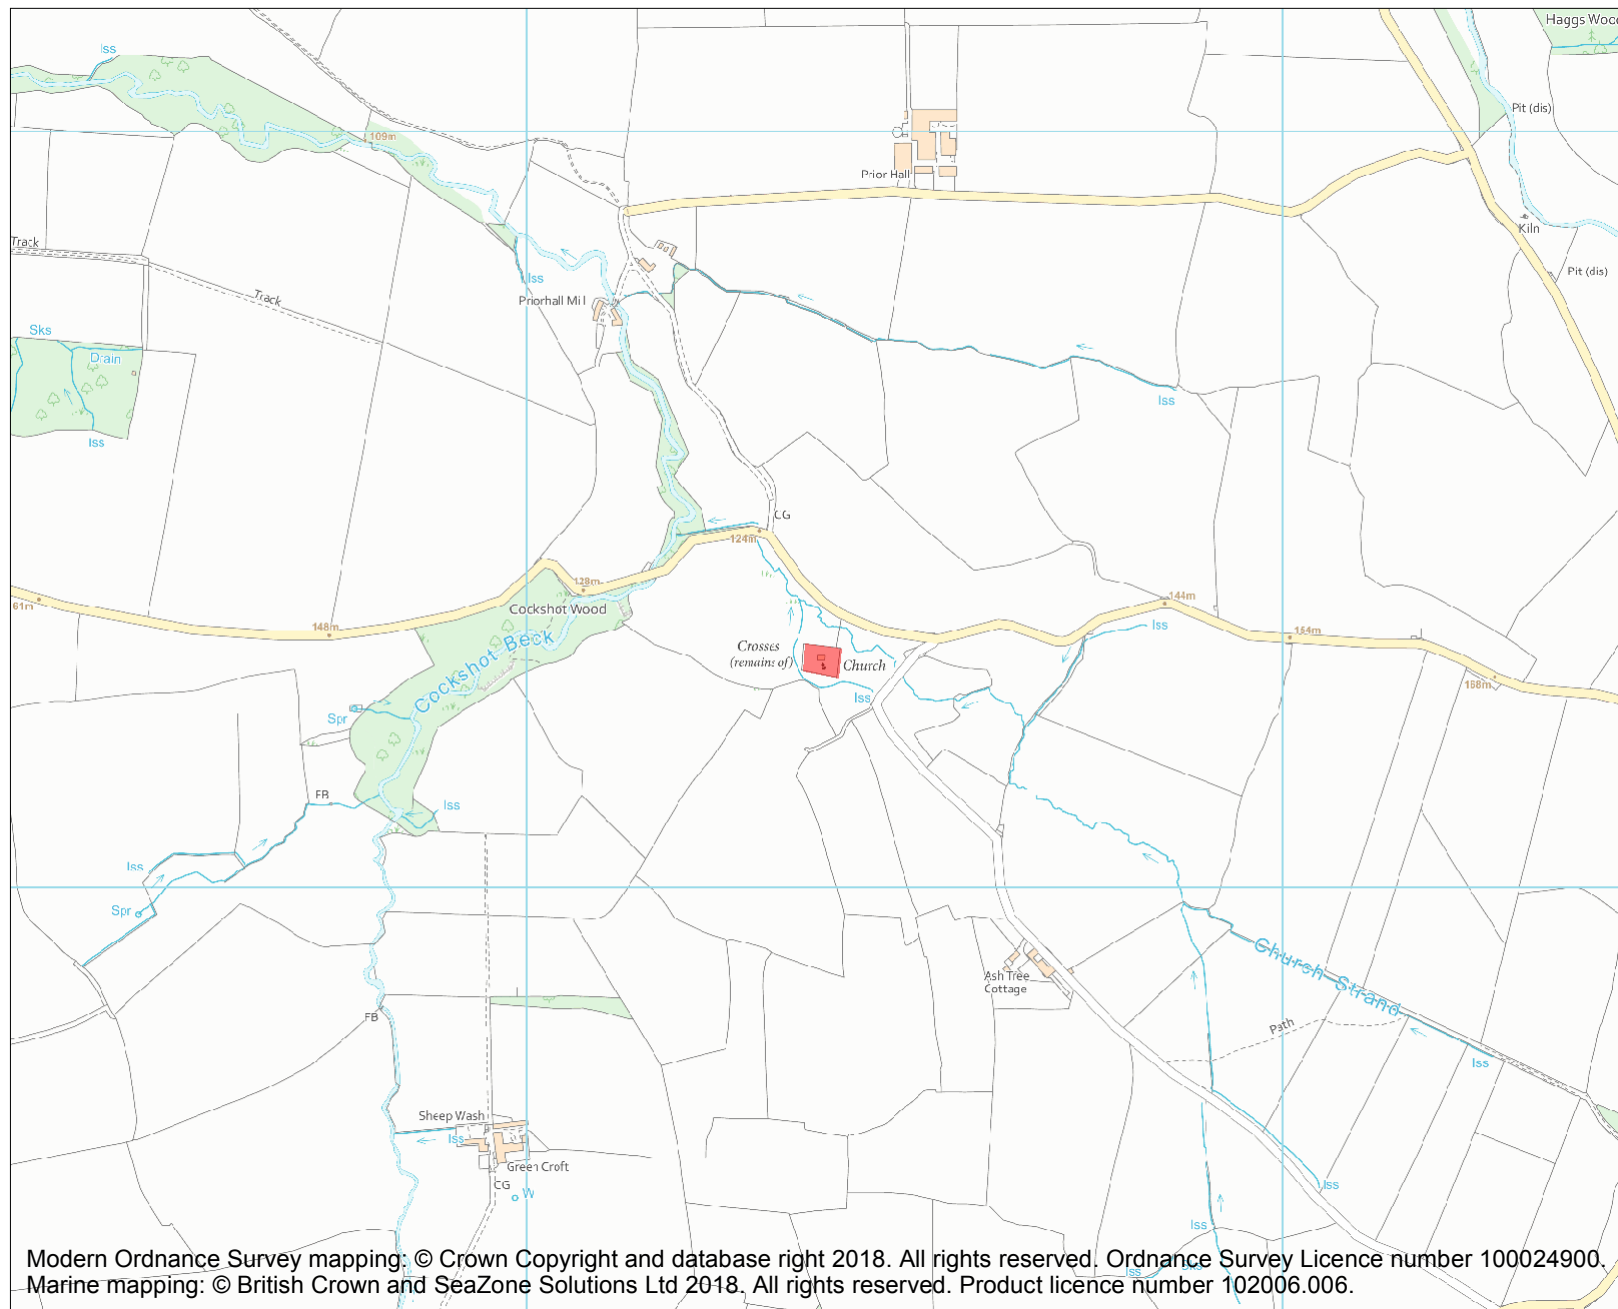 Haggs Wood
Iss
Pit (dis)
109m
Prior Hall
Kiln
Track
Pit (dis)
Iss
Track
Priorhall Mill
Sks
Drain
Iss
Iss
CG
124m
128m
144m
61m
Cockshot Wood
148m
Iss
154m
Cockshot Beck
Crosses
(remains of)
Church
168m
Iss
Spr
FB
Iss
Iss
Spr
Church Strand
Ash Tree
Cottage
FB
Path
Iss
Sheep Wash
Iss
Green Croft
CG
W
Iss
Iss
Modern Ordnance Survey mapping: © Crown Copyright and database right 2018. All rights reserved. Ordnance Survey Licence number 100024900.
Marine mapping: © British Crown and SeaZone Solutions Ltd 2018. All rights reserved. Product licence number 102006.006.
Iss
Sks